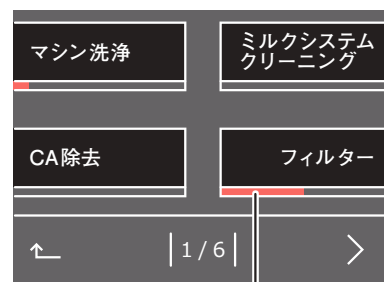 マシン洗浄
ミルクシステム
クリーニング
CA除去
フィルター
1/6